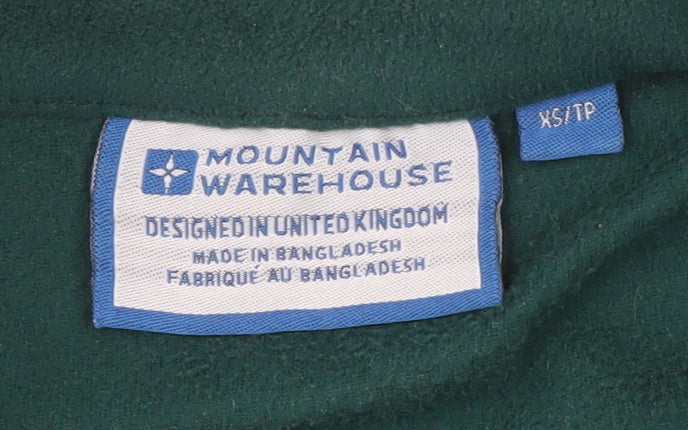 MOUNTAIN
WAREHOUSE
DESIGNED IN UNITED KINGDOM
MADE IN BANGLADESH
FABRIQUÉ AU BANGLADESH
XS/TP